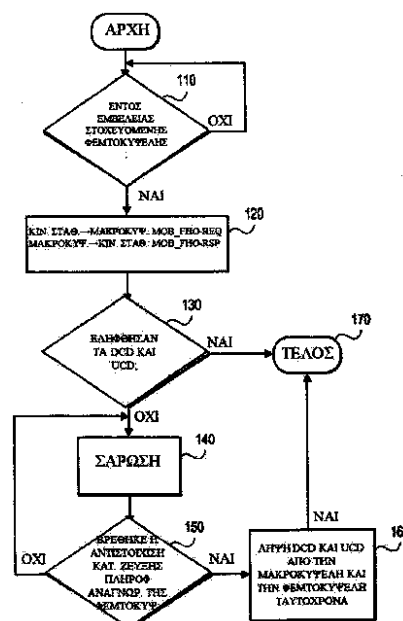 ΑΡΧΗ
110
ΕΝΤΟΣ
ΕΜΒΕΛΕΙΑΣ
ΣΤΟΧΕΥΟΜΕΝΗΣ
ΦΕΜΤΟΚΥΨΕΛΗΣ
ΟΧΙ
ΝΑΙ
120
ΚΙΝ. ΣΤΑΘ.→ΜΑΚΡΟΚΥΨ.: MOB_FHO-REQ
ΜΑΚΡΟΚΥΨ.→ΚΙΝ. ΣΤΑΘ.: MOB_FHO-RSP
130
ΕΛΗΦΘΗΣΑΝ
ΤΑ DCD ΚΑΙ
UCD;
ΝΑΙ
170
ΤΕΛΟΣ
ΟΧΙ
140
ΣΑΡΩΣΗ
150
ΒΡΕΘΗΚΕ Η
ΑΝΤΙΣΤΟΙΧΙΣΗ
ΚΑΤ. ΖΕΥΞΗΣ
ΠΛΗΡΟΦ
ΑΝΑΓΝΩΡ. ΤΗΣ
ΦΕΜΤΟΚΥΨ.
ΟΧΙ
ΝΑΙ
16
ΛΗΨΗ DCD ΚΑΙ UCD
ΑΠΟ ΤΗΝ
ΜΑΚΡΟΚΥΨΕΛΗ ΚΑΙ
ΤΗΝ ΦΕΜΤΟΚΥΨΕΛΗ
ΤΑΥΤΟΧΡΟΝΑ
ΝΑΙ